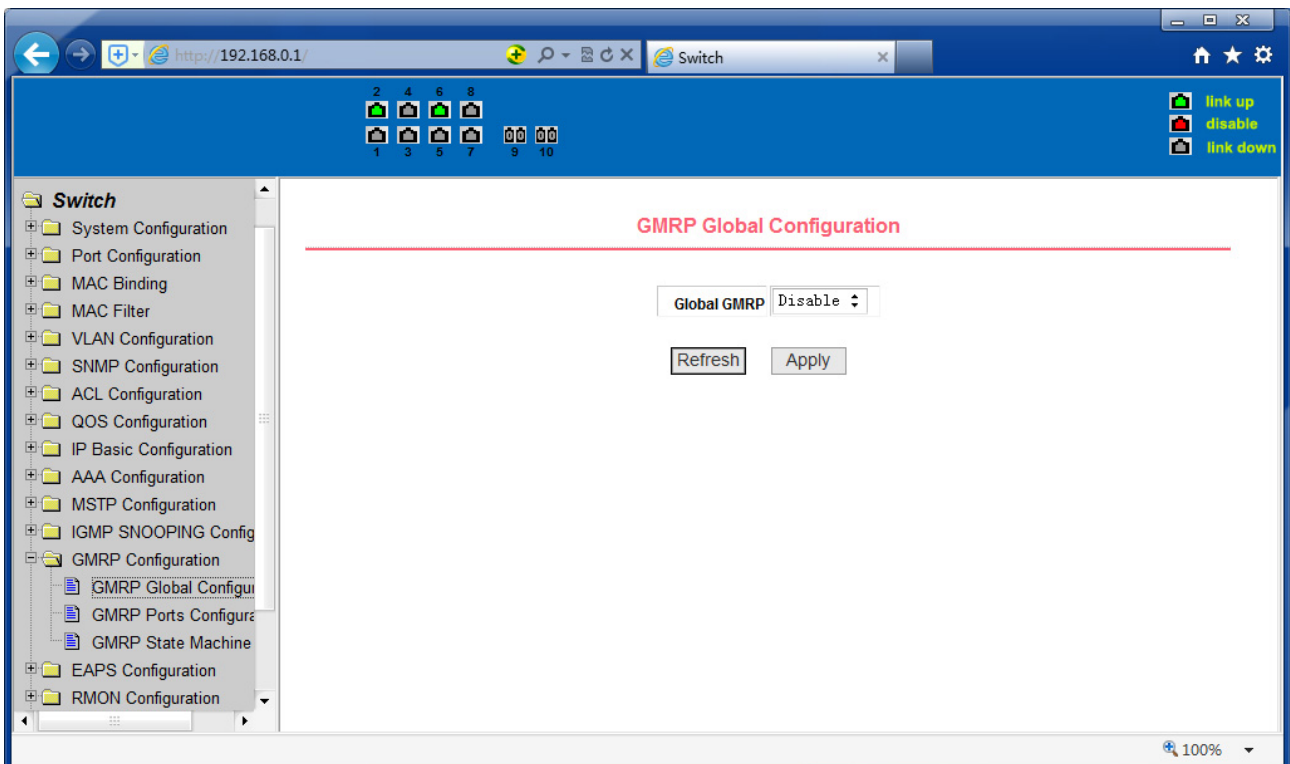 http://192.168.0.1/
Switch
2 4 6 8
1 3 5 7 9 10
link up
disable
link down
Switch
System Configuration
Port Configuration
MAC Binding
MAC Filter
VLAN Configuration
SNMP Configuration
ACL Configuration
QOS Configuration
IP Basic Configuration
AAA Configuration
MSTP Configuration
IGMP SNOOPING Config
GMRP Configuration
GMRP Global Configu
GMRP Ports Configura
GMRP State Machine
EAPS Configuration
RMON Configuration
GMRP Global Configuration
Global GMRP Disable
Refresh Apply
100%